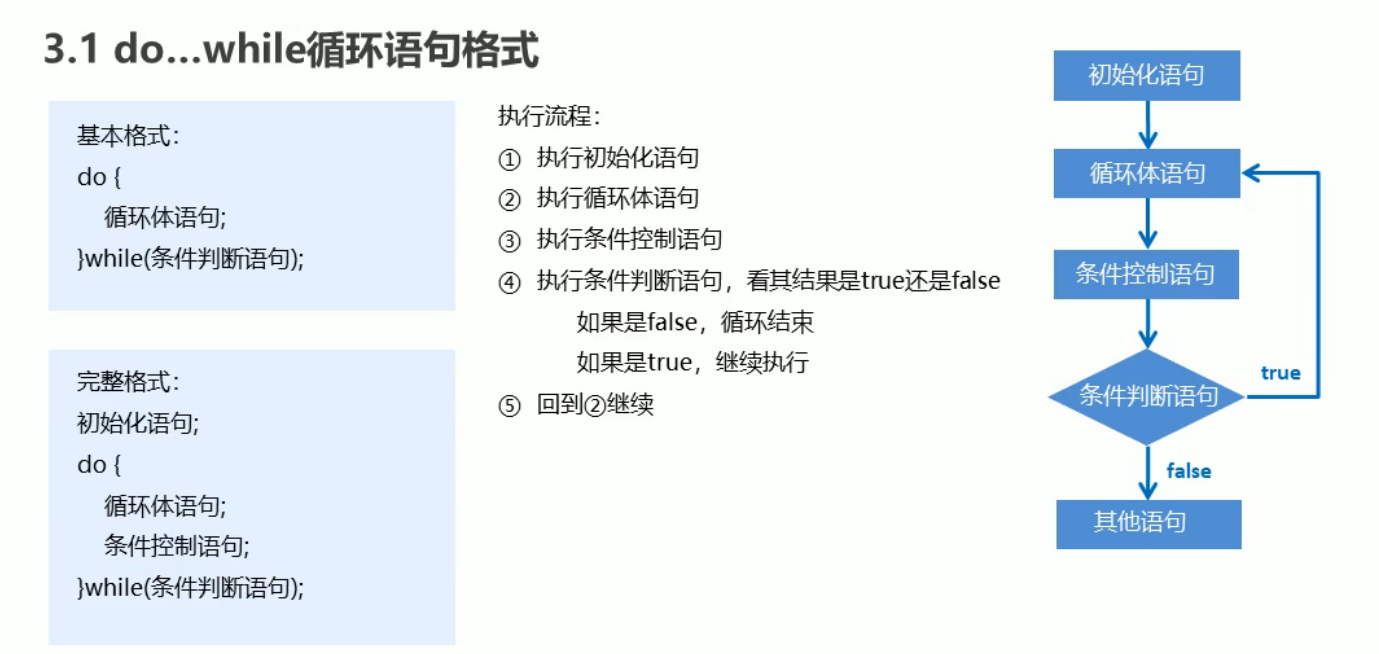 3.1 do...while循环语句格式
基本格式：
do {
循环体语句;
}while(条件判断语句);
完整格式：
初始化语句;
do {
循环体语句;
条件控制语句;
}while(条件判断语句);
执行流程：
① 执行初始化语句
② 执行循环体语句
③ 执行条件控制语句
④ 执行条件判断语句，看其结果是true还是false
如果是false，循环结束
如果是true，继续执行
⑤ 回到②继续
初始化语句
循环体语句
条件控制语句
条件判断语句
true
false
其他语句